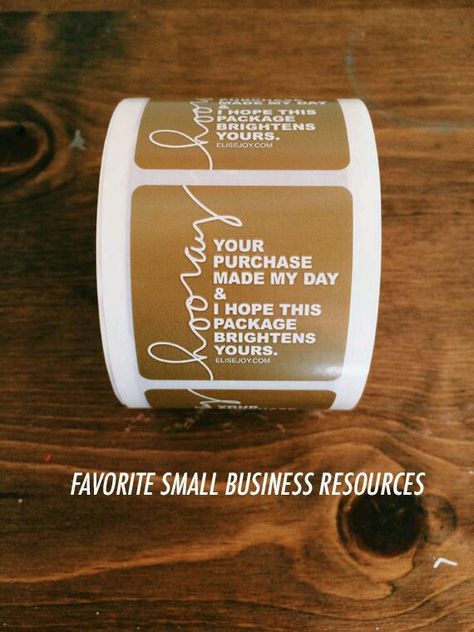 MADE MY DAY
&
I HOPE THIS
PACKAGE
BRIGHTENS
YOURS.
ELISEJOY.COM
hooray
YOUR
PURCHASE
MADE MY DAY
&
I HOPE THIS
PACKAGE
BRIGHTENS
YOURS.
ELISEJOY.COM
FAVORITE SMALL BUSINESS RESOURCES